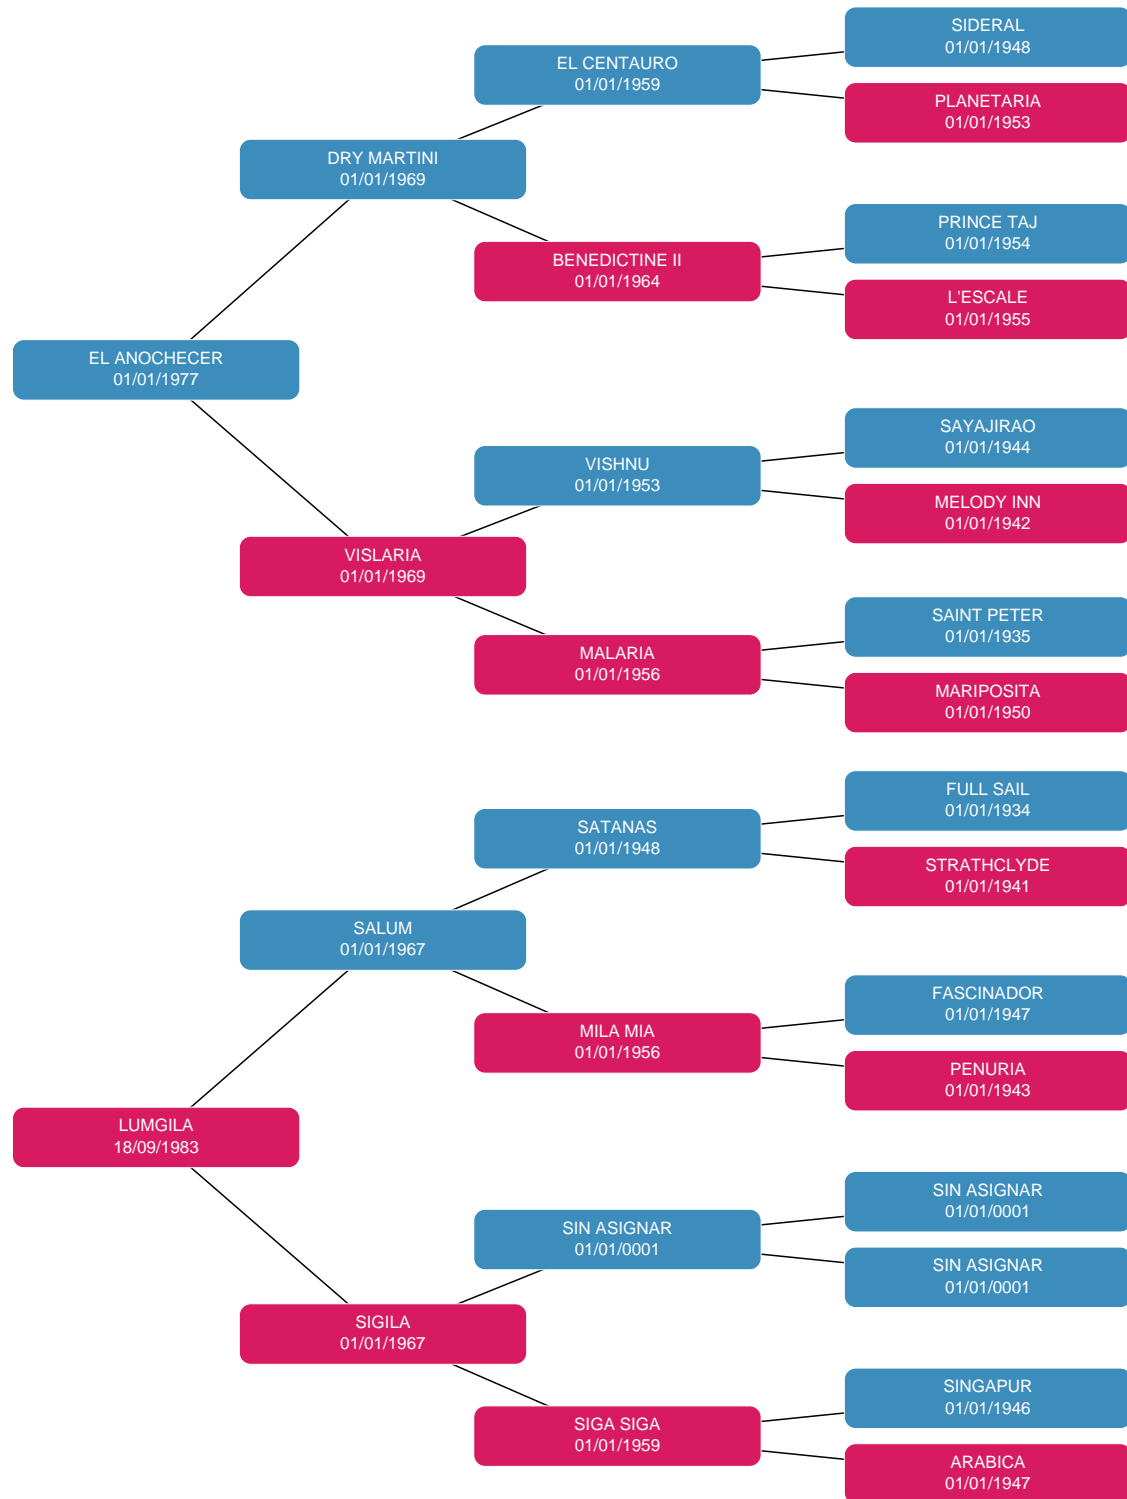 SIDERAL
01/01/1948
EL CENTAURO
01/01/1959
PLANETARIA
01/01/1953
DRY MARTINI
01/01/1969
PRINCE TAJ
01/01/1954
BENEDICTINE II
01/01/1964
L'ESCALE
01/01/1955
EL ANOCHECER
01/01/1977
SAYAJIRAO
01/01/1944
VISHNU
01/01/1953
MELODY INN
01/01/1942
VISLARIA
01/01/1969
SAINT PETER
01/01/1935
MALARIA
01/01/1956
MARIPOSITA
01/01/1950
FULL SAIL
01/01/1934
SATANAS
01/01/1948
STRATHCLYDE
01/01/1941
SALUM
01/01/1967
FASCINADOR
01/01/1947
MILA MIA
01/01/1956
PENURIA
01/01/1943
LUMGILA
18/09/1983
SIN ASIGNAR
01/01/0001
SIN ASIGNAR
01/01/0001
SIN ASIGNAR
01/01/0001
SIGILA
01/01/1967
SINGAPUR
01/01/1946
SIGA SIGA
01/01/1959
ARABICA
01/01/1947